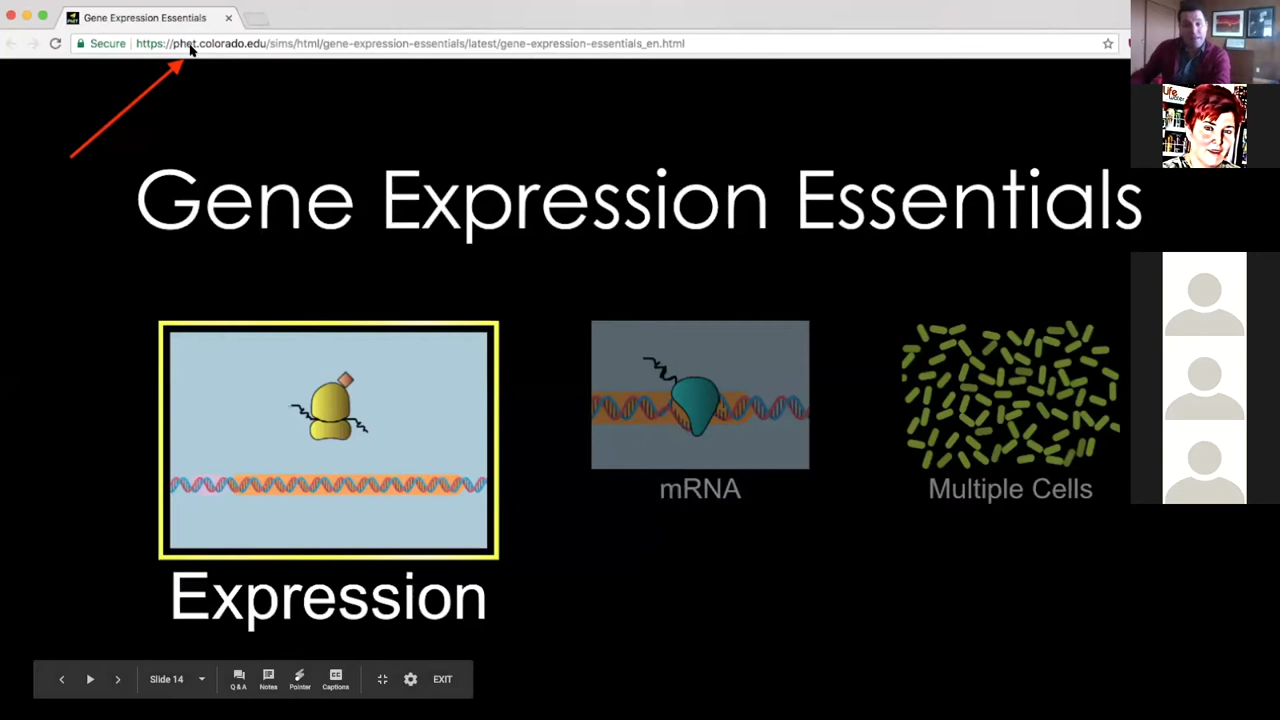 Gene Expression Essentials
Secure https://phet.colorado.edu/sims/html/gene-expression-essentials/latest/gene-expression-essentials_en.html
Gene Expression Essentials
mRNA
Multiple Cells
Expression
Slide 14
Q & A
Notes
Pointer
CC
Captions
EXIT